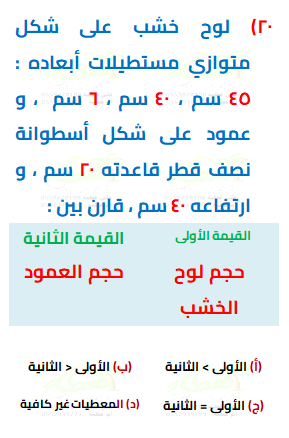 ٢٠) لوح خشب على شكل
متوازي مستطيلات أبعاده :
٤٥ سم ، ٤٠ سم ، ٦ سم ، و
عمود على شكل أسطوانة
نصف قطر قاعدته ٢٠ سم ، و
ارتفاعه ٤٠ سم ، قارن بين :
القيمة الأولى القيمة الثانية
حجم لوح حجم العمود
الخشب
(أ) الأولى > الثانية (ب) الأولى < الثانية
(ج) الأولى = الثانية (د) المعطيات غير كافية